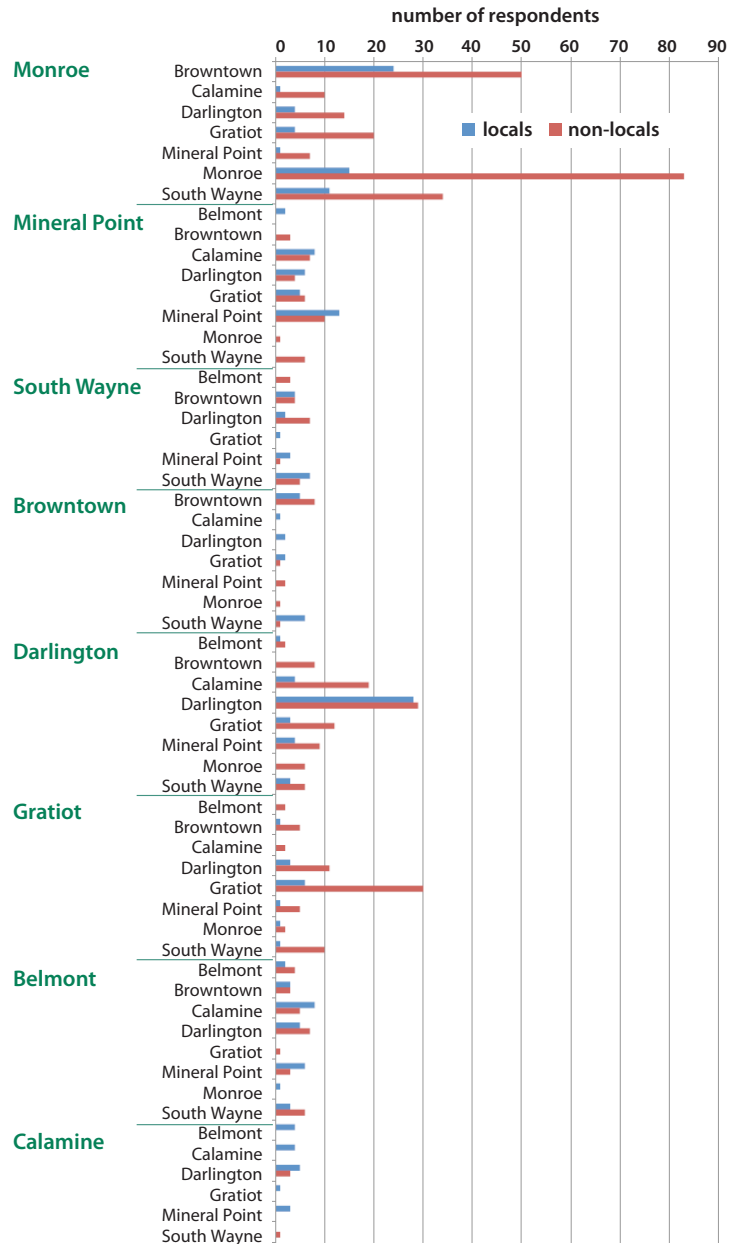 number of respondents
0 10 20 30 40 50 60 70 80 90
locals non-locals
Monroe
Browntown
Calamine
Darlington
Gratiot
Mineral Point
Monroe
South Wayne
Mineral Point
Belmont
Browntown
Calamine
Darlington
Gratiot
Mineral Point
Monroe
South Wayne
South Wayne
Belmont
Browntown
Darlington
Gratiot
Mineral Point
South Wayne
Browntown
Browntown
Calamine
Darlington
Gratiot
Mineral Point
Monroe
South Wayne
Darlington
Belmont
Browntown
Calamine
Darlington
Gratiot
Mineral Point
Monroe
South Wayne
Gratiot
Belmont
Browntown
Calamine
Darlington
Gratiot
Mineral Point
Monroe
South Wayne
Belmont
Belmont
Browntown
Calamine
Darlington
Gratiot
Mineral Point
Monroe
South Wayne
Calamine
Belmont
Calamine
Darlington
Gratiot
Mineral Point
South Wayne